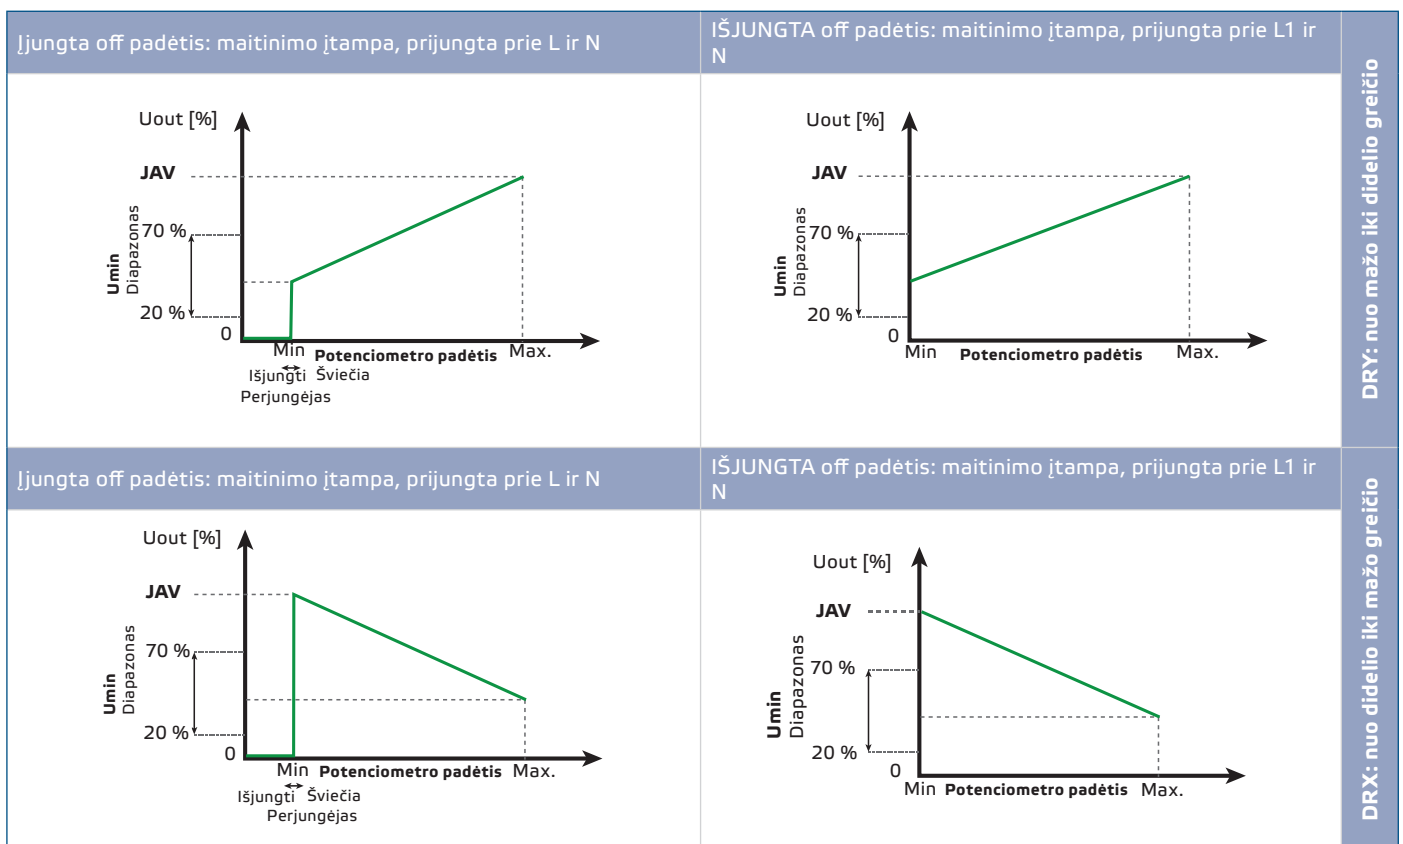 Įjungta off padėtis: maitinimo įtampa, prijungta prie L ir N
IŠJUNGTA off padėtis: maitinimo įtampa, prijungta prie L1 ir
N
DRY: nuo mažo iki didelio greičio
Uout [%]
JAV
70 %
Umin
Diapazonas
20 %
0
Min
Potenciometro padėtis
Max.
Išjungti
Šviečia
Perjungėjas
Uout [%]
JAV
70 %
Umin
Diapazonas
20 %
0
Min
Potenciometro padėtis
Max.
Įjungta off padėtis: maitinimo įtampa, prijungta prie L ir N
IŠJUNGTA off padėtis: maitinimo įtampa, prijungta prie L1 ir
N
DRX: nuo didelio iki mažo greičio
Uout [%]
JAV
70 %
Umin
Diapazonas
20 %
0
Min
Potenciometro padėtis
Max.
Išjungti
Šviečia
Perjungėjas
Uout [%]
JAV
70 %
Umin
Diapazonas
20 %
0
Min
Potenciometro padėtis
Max.